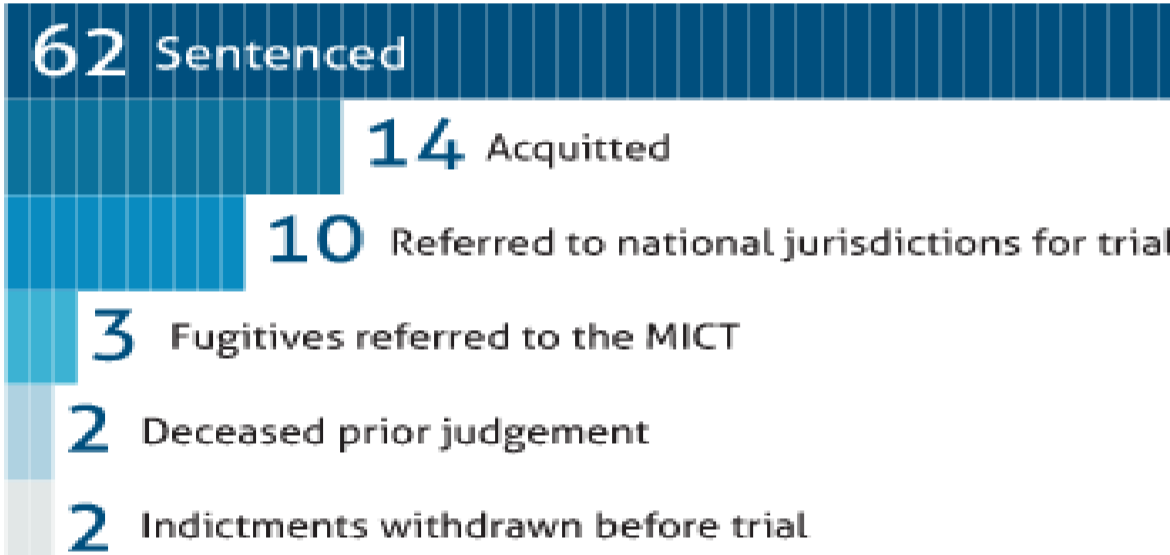 62 Sentenced
14 Acquitted
10 Referred to national jurisdictions for trial
3 Fugitives referred to the MICT
2 Deceased prior judgement
2 Indictments withdrawn before trial